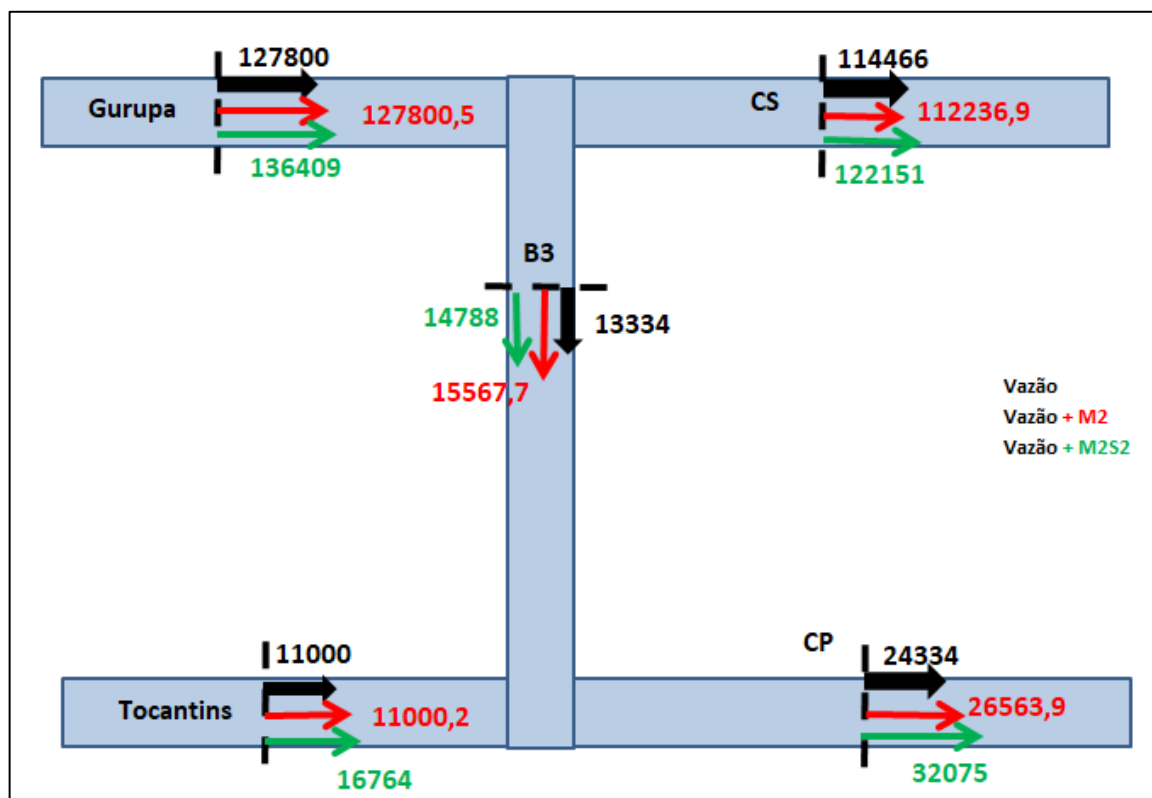 127800
114466
Gurupa
127800,5
CS
112236,9
136409
122151
B3
14788
13334
15567,7
Vazão
Vazão + M2
Vazão + M2S2
11000
CP
24334
Tocantins
11000,2
26563,9
16764
32075